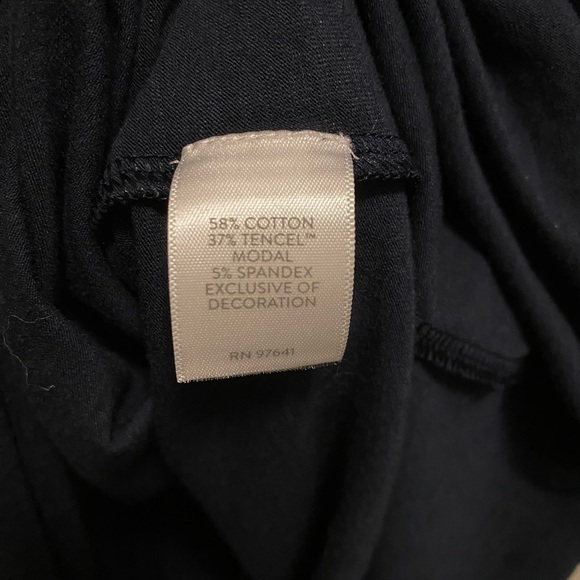 58% COTTON
37% TENCEL™
MODAL
5% SPANDEX
EXCLUSIVE OF
DECORATION
RN 97641